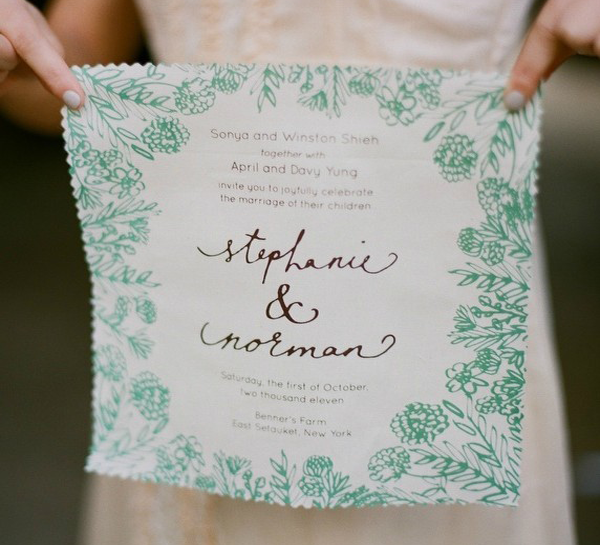 Sonya and Winston Shieh
together with
April and Davy Yung
invite you to joyfully celebrate
the marriage of their children
stephanie
&
norman
Saturday, the first of October,
two thousand eleven
Benner's Farm
East Setauket, New York